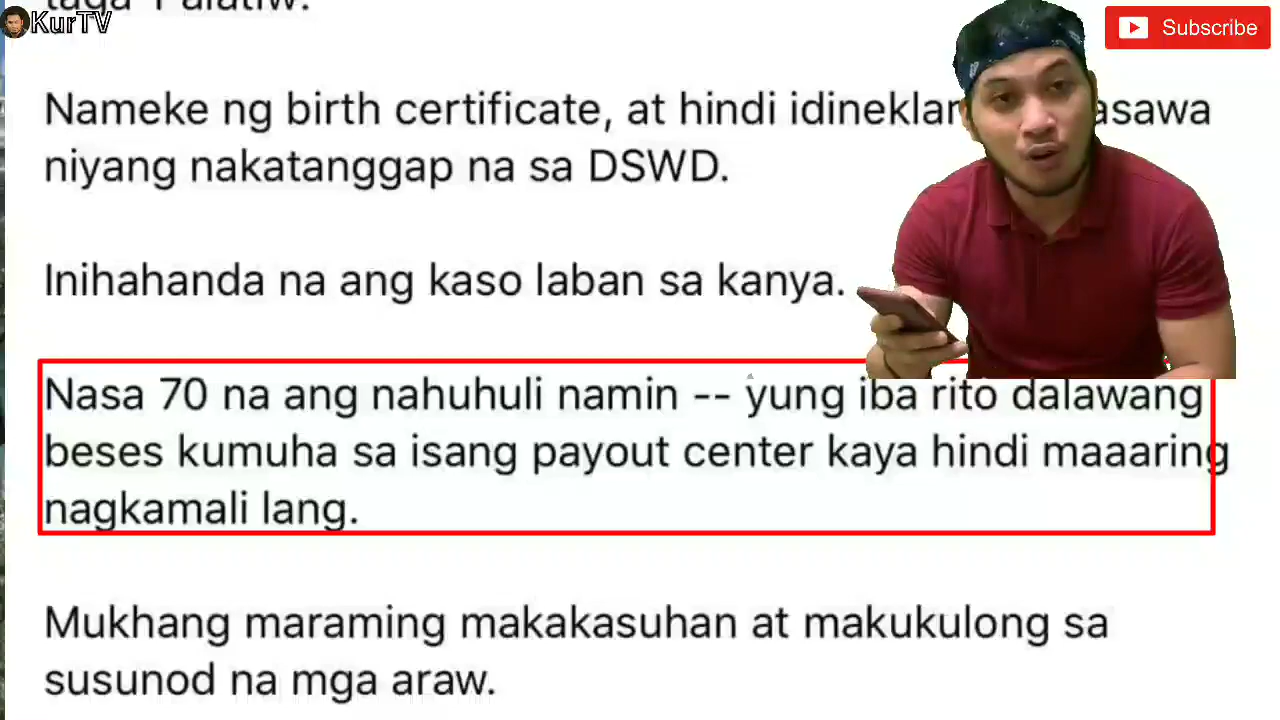 KurTV
Subscribe
Nameke ng birth certificate, at hindi
niyang nakatanggap na sa DSWD.
Inihahanda na ang kaso laban sa kanya.
Nasa 70 na ang nahuhuli namin -- yung iba rito dalawang
beses kumuha sa isang payout center kaya hindi maaaring
nagkamali lang.
Mukhang maraming makakasuhan at makukulong sa
susunod na mga araw.